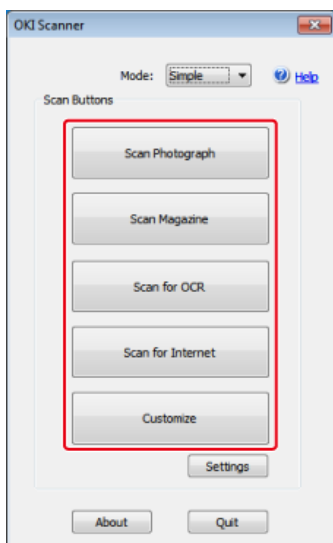 OKI Scanner
Mode: Simple Help
Scan Buttons
Scan Photograph
Scan Magazine
Scan for OCR
Scan for Internet
Customize
Settings
About Quit